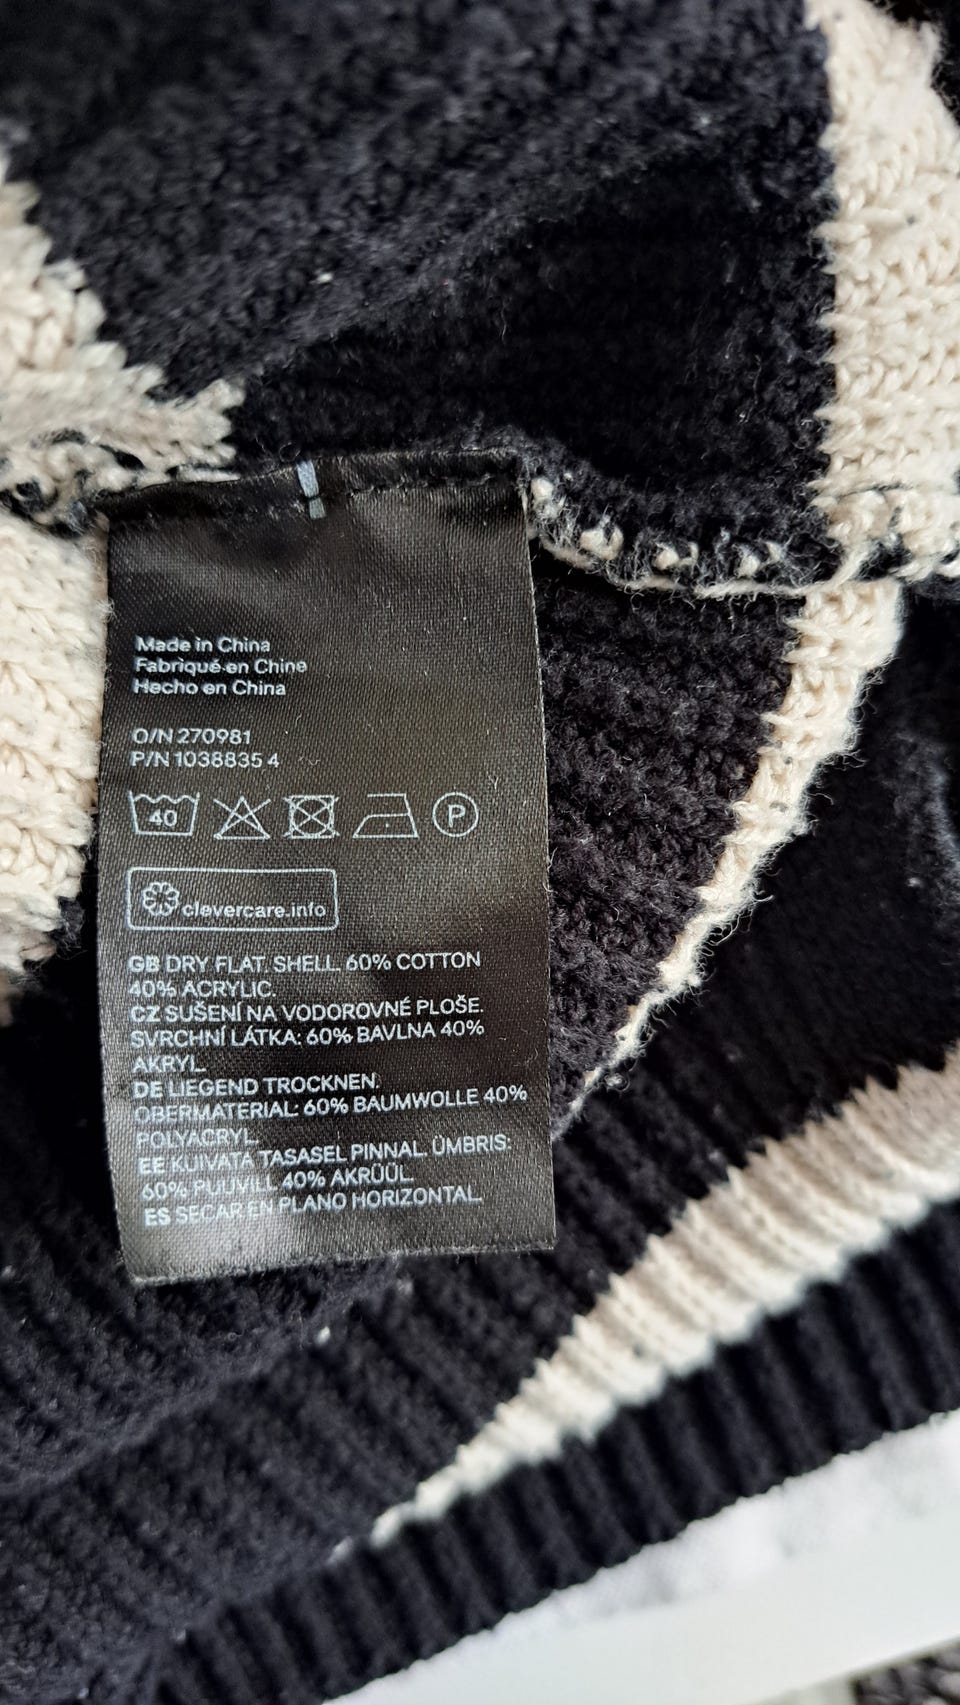 Made in China
Fabriqué en Chine
Hecho en China
O/N 270981
P/N 1038835 4
40 P
clevercare.info
GB DRY FLAT. SHELL. 60% COTTON
40% ACRYLIC.
CZ SUŠENÍ NA VODOROVNÉ PLOŠE.
SVRCHNÍ LÁTKA: 60% BAVLNA 40%
AKRYL.
DE LIEGEND TROCKNEN.
OBERMATERIAL: 60% BAUMWOLLE 40%
POLYACRYL.
EE KUIVATA TASASEL PINNAL. ÜMBRIS:
60% PUUVILL 40% AKRÜÜL.
ES SECAR EN PLANO HORIZONTAL.